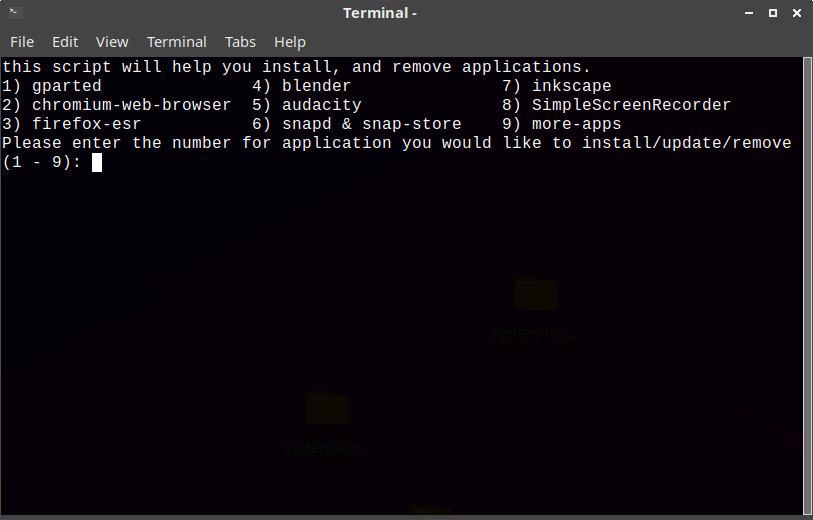 Terminal -
File Edit View Terminal Tabs Help
this script will help you install, and remove applications.
1) gparted 4) blender 7) inkscape
2) chromium-web-browser 5) audacity 8) SimpleScreenRecorder
3) firefox-esr 6) snapd & snap-store 9) more-apps
Please enter the number for application you would like to install/update/remove
(1 - 9):
system-too...
system-too...